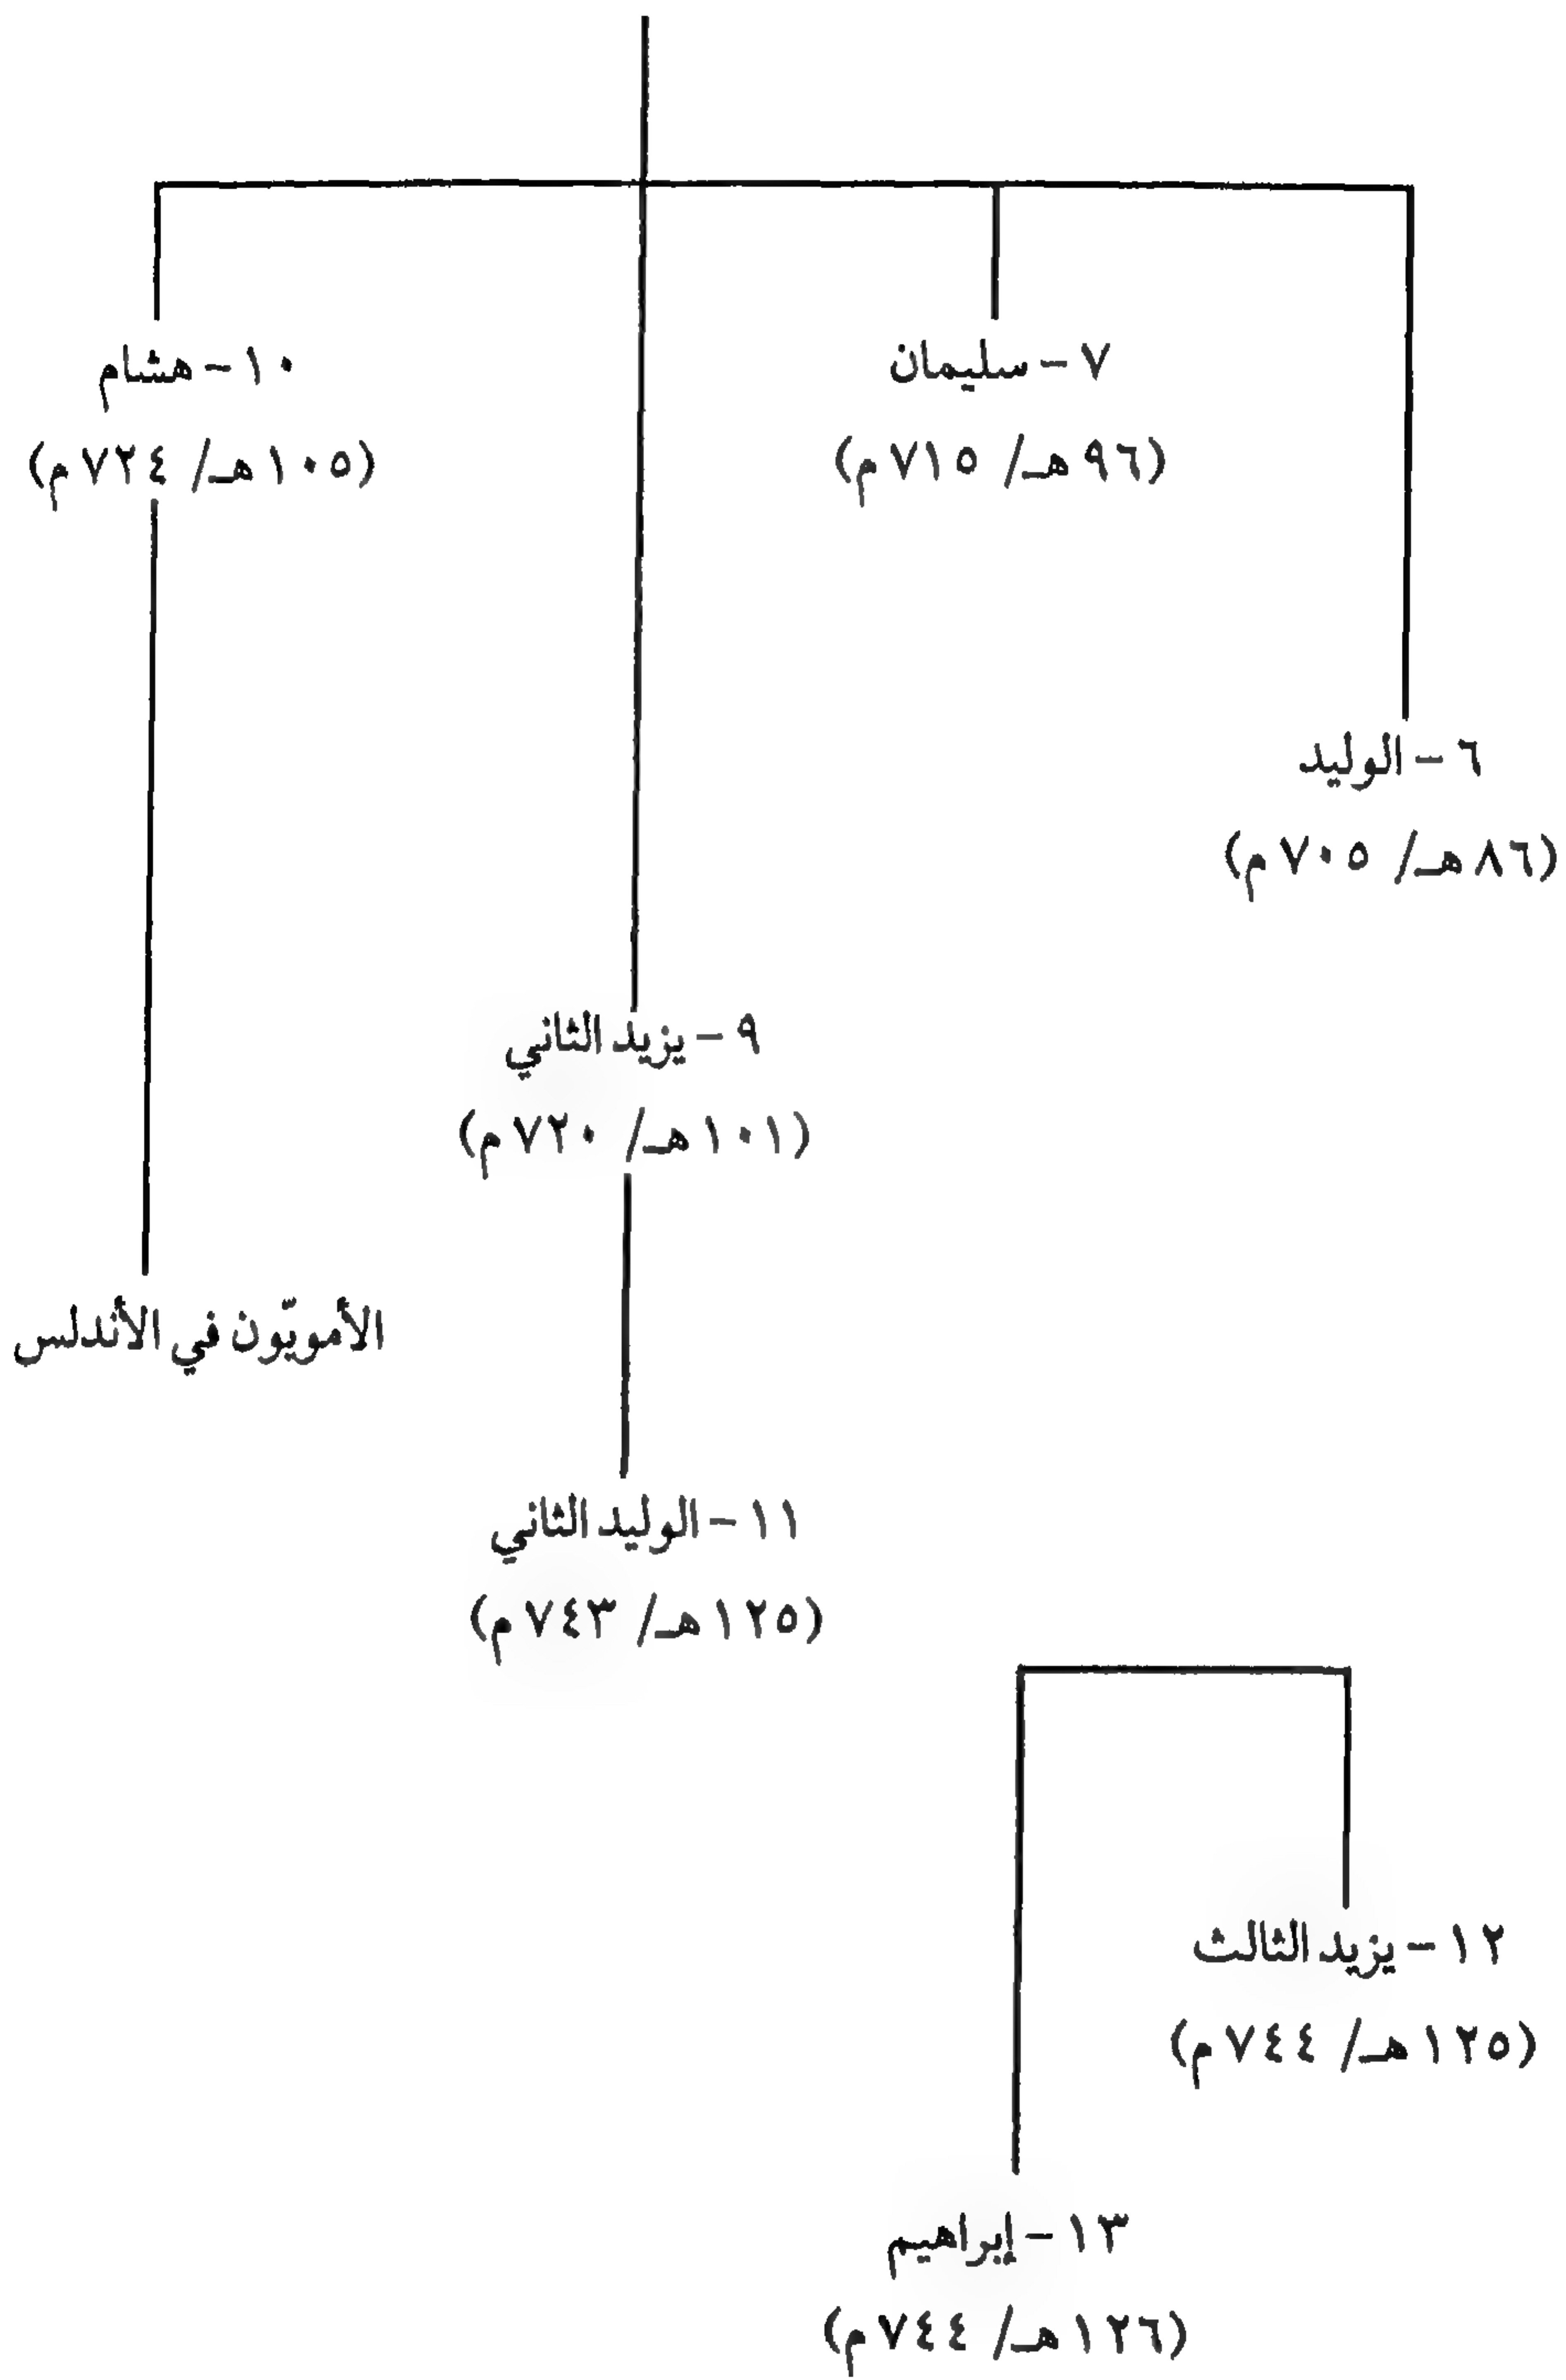 ٧ - سليمان
(٩٦هـ/ ٧١٥م)
١٠ - هشام
(١٠٥هـ/ ٧٢٤م)
٦ - الوليد
(٨٦هـ/ ٧٠٥م)
٩ - يزيد الثاني
(١٠١هـ/ ٧٢٠م)
الأمويّون في الأندلس
١١ - الوليد الثاني
(١٢٥هـ/ ٧٤٣م)
١٢ - يزيد الثالث
(١٢٥هـ/ ٧٤٤م)
١٣ - إبراهيم
(١٢٦هـ/ ٧٤٤م)